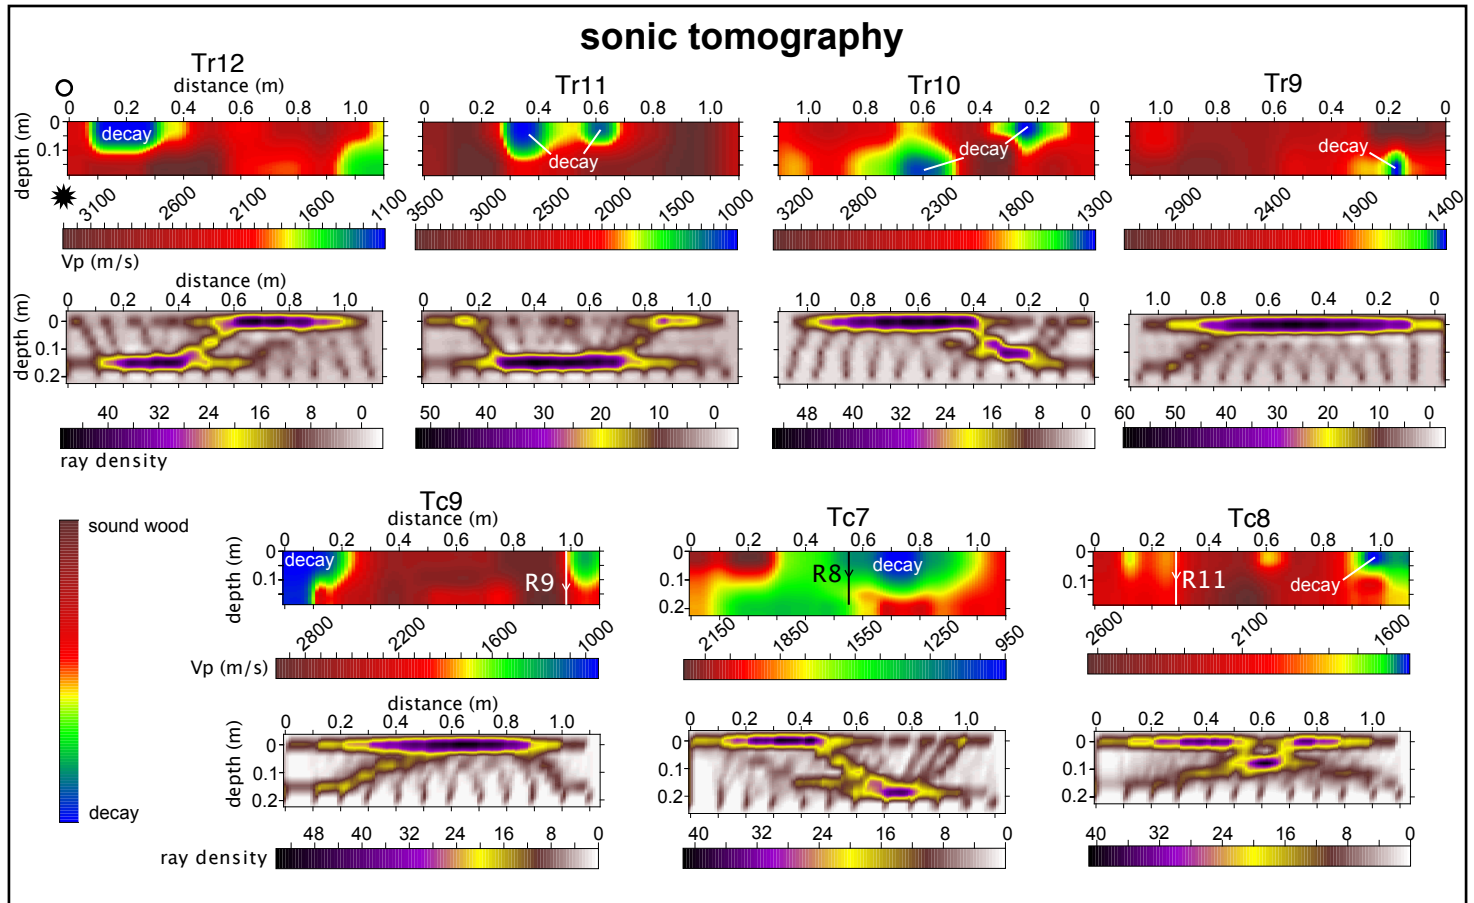 sonic tomography
Tr12
distance (m)
0 0.2 0.4 0.6 0.8 1.0
depth (m)
0
0.1
decay
3100 2600 2100 1600 1100
Vp (m/s)
Tr11
0 0.2 0.4 0.6 0.8 1.0
decay
3500 3000 2500 2000 1500 1000
Tr10
1.0 0.8 0.6 0.4 0.2 0
decay
3200 2800 2300 1800 1300
Tr9
1.0 0.8 0.6 0.4 0.2 0
decay
2900 2400 1900 1400
distance (m)
0 0.2 0.4 0.6 0.8 1.0
depth (m)
0
0.1
0.2
40 32 24 16 8 0
ray density
0 0.2 0.4 0.6 0.8 1.0
50 40 30 20 10 0
1.0 0.8 0.6 0.4 0.2 0
48 40 32 24 16 8 0
1.0 0.8 0.6 0.4 0.2 0
60 50 40 30 20 10 0
sound wood
decay
Tc9
distance (m)
0 0.2 0.4 0.6 0.8 1.0
depth (m)
0
0.1
decay
R9
2800 2200 1600 1000
Vp (m/s)
Tc7
0 0.2 0.4 0.6 0.8 1.0
0
0.1
0.2
R8
decay
2150 1850 1550 1250 950
Tc8
0 0.2 0.4 0.6 0.8 1.0
0
0.1
R11
decay
2600 2100 1600
distance (m)
0 0.2 0.4 0.6 0.8 1.0
depth (m)
0
0.1
0.2
48 40 32 24 16 8 0
ray density
0 0.2 0.4 0.6 0.8 1.0
0
0.1
0.2
40 32 24 16 8 0
0 0.2 0.4 0.6 0.8 1.0
0
0.1
0.2
40 32 24 16 8 0